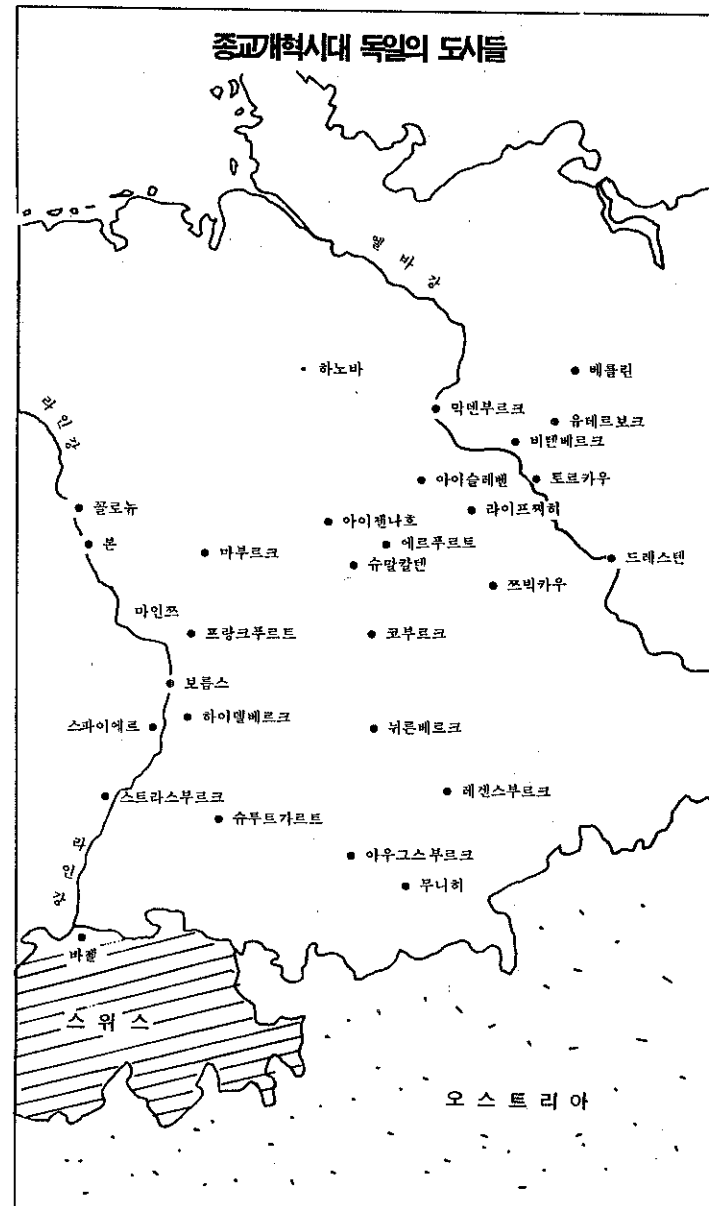 종교개혁시대 독일의 도시들
엘바강
하노바
베를린
라인강
막덴부르크
유데르보크
비텐베르크
아이슬레벤
토르카우
꼴로뉴
라이프찌히
아이젠나흐
본
에르푸르트
마부르크
슈말칼텐
드레스덴
쯔빅카우
마인쯔
프랑크푸르트
코부르크
보름스
하이델베르크
스파이에르
뉘른베르크
스트라스부르크
레겐스부르크
슈투트가르트
라인강
아우그스부르크
무니히
바젤
스위스
오스트리아